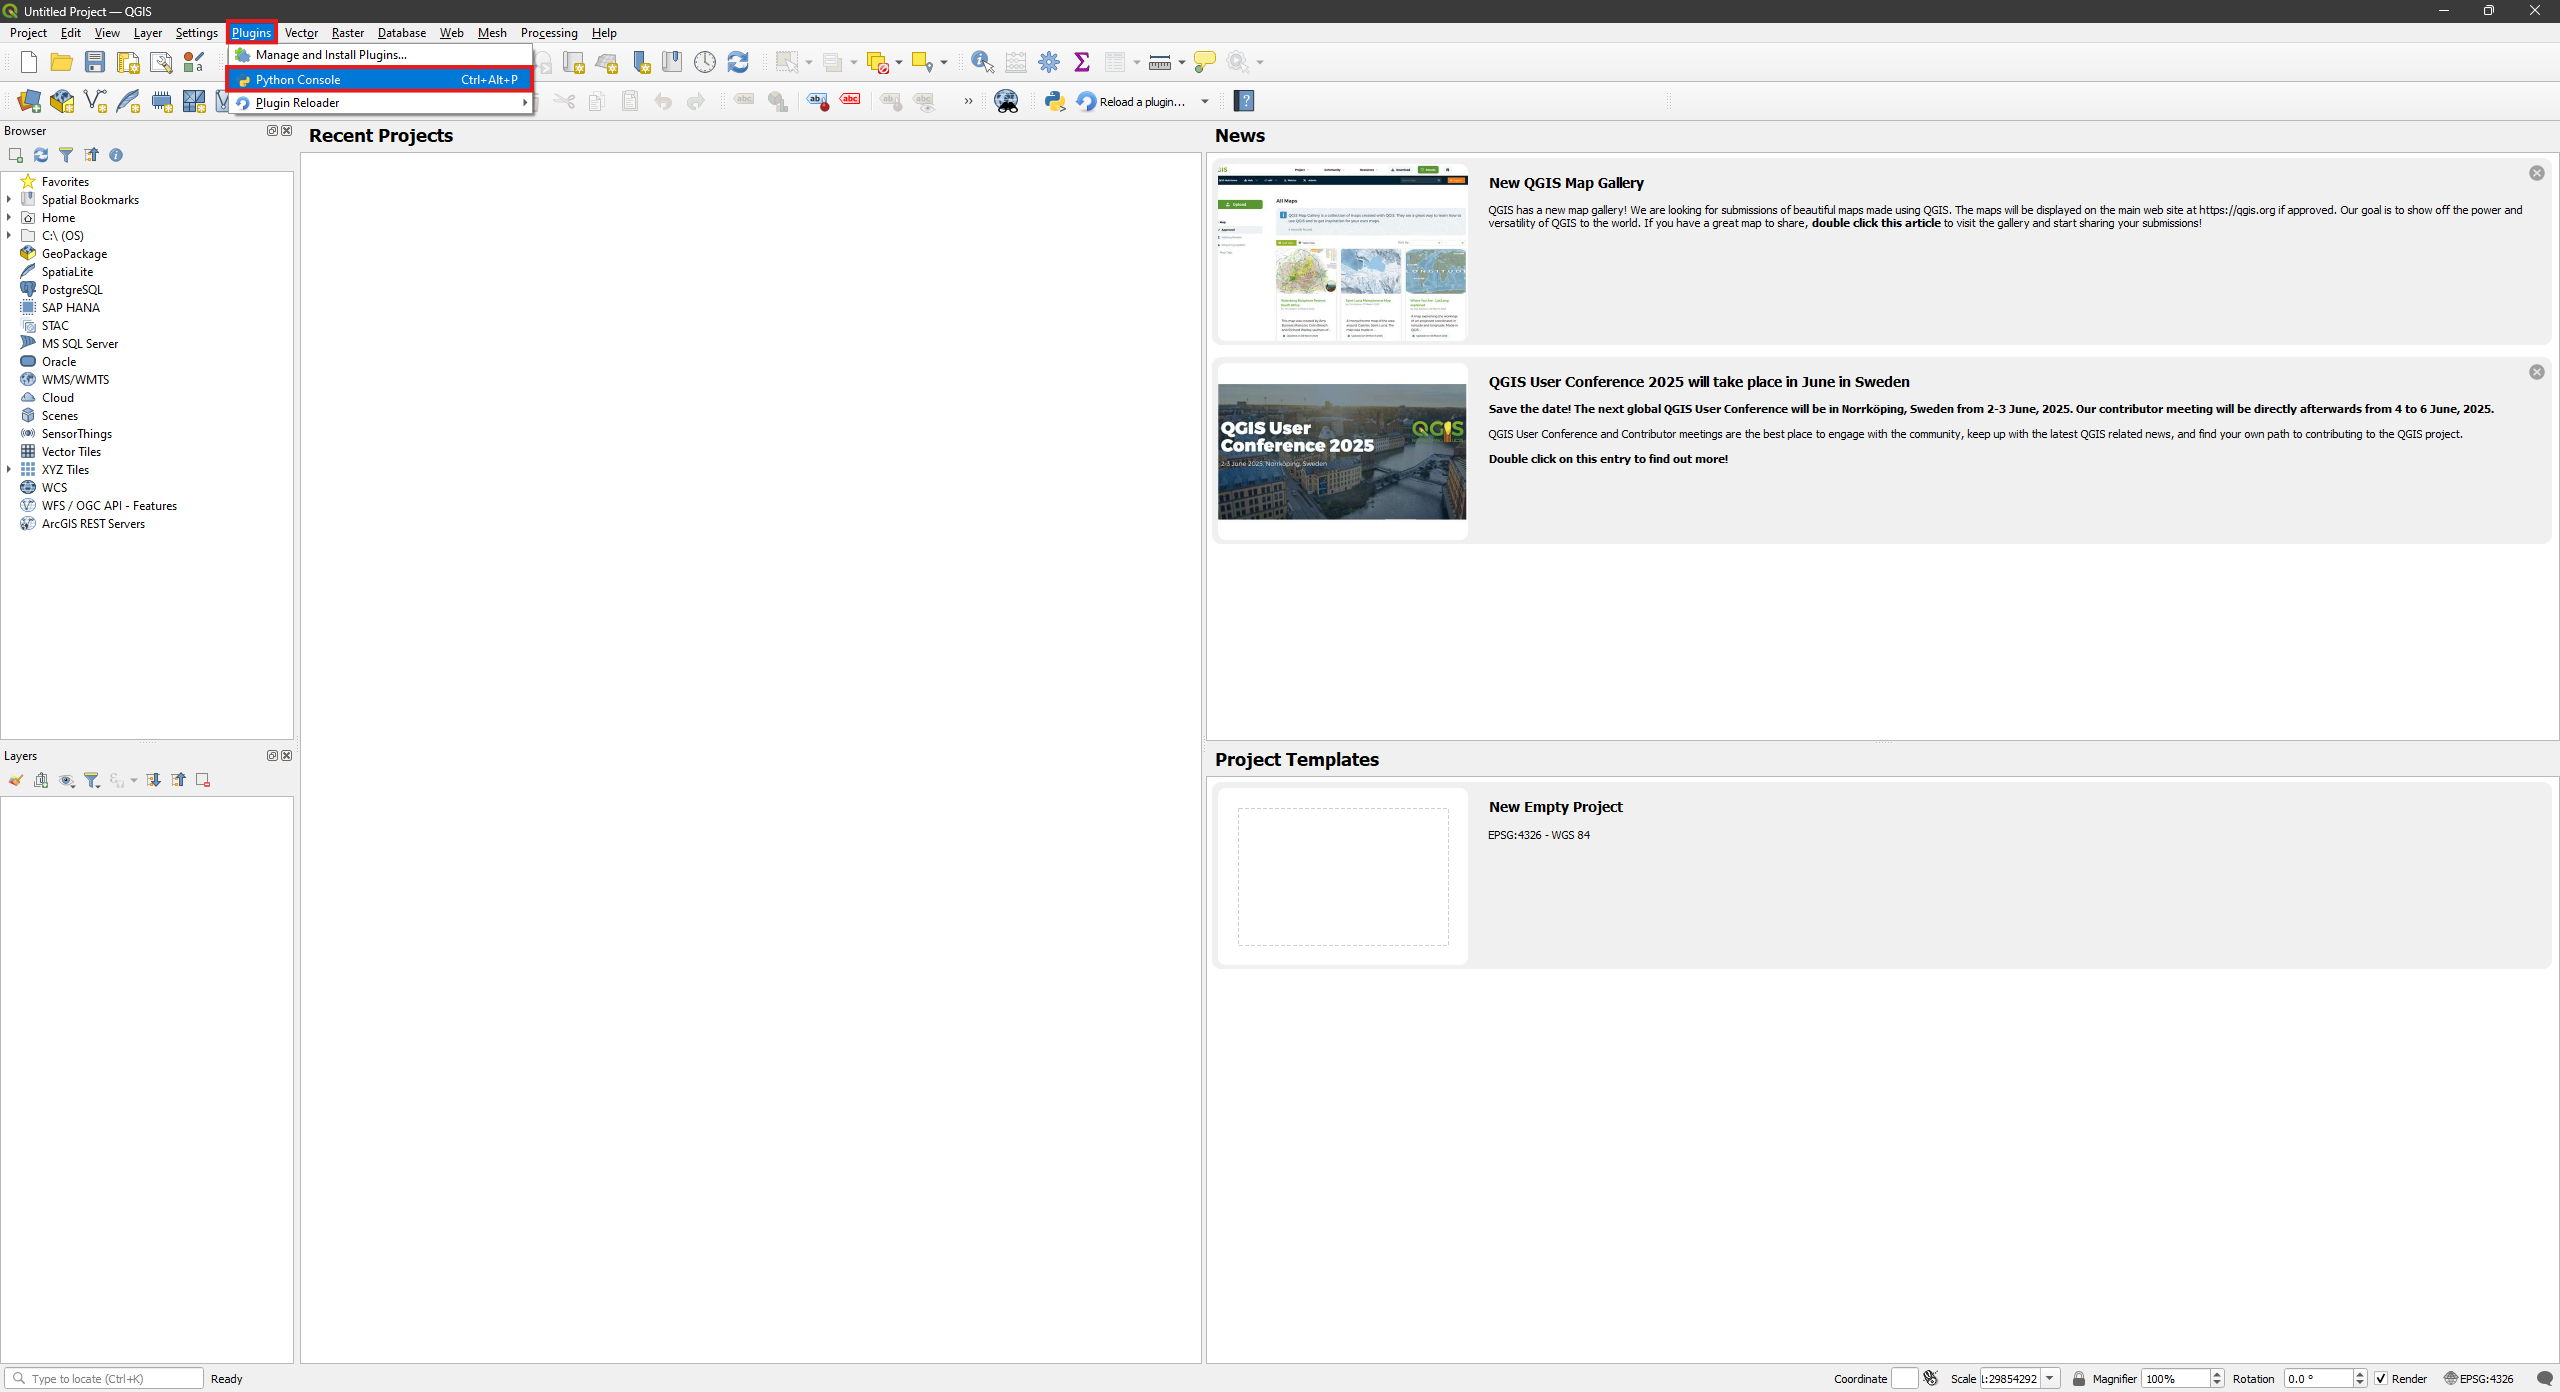 Untitled Project — QGIS
Project Edit View Layer Settings Plugins Vector Raster Database Web Mesh Processing Help
Manage and Install Plugins...
Python Console Ctrl+Alt+P
Plugin Reloader
Reload a plugin...
Browser
Favorites
Spatial Bookmarks
Home
C:\ (OS)
GeoPackage
SpatiaLite
PostgreSQL
SAP HANA
STAC
MS SQL Server
Oracle
WMS/WMTS
Cloud
Scenes
SensorThings
Vector Tiles
XYZ Tiles
WCS
WFS / OGC API - Features
ArcGIS REST Servers
Layers
Recent Projects
News
All Maps
New QGIS Map Gallery
QGIS has a new map gallery! We are looking for submissions of beautiful maps made using QGIS. The maps will be displayed on the main web site at https://qgis.org if approved. Our goal is to show off the power and
versatility of QGIS to the world. If you have a great map to share, double click this article to visit the gallery and start sharing your submissions!
QGIS User
Conference 2025
2-3 June 2025, Norrköping, Sweden
QGIS
QGIS User Conference 2025 will take place in June in Sweden
Save the date! The next global QGIS User Conference will be in Norrköping, Sweden from 2-3 June, 2025. Our contributor meeting will be directly afterwards from 4 to 6 June, 2025.
QGIS User Conference and Contributor meetings are the best place to engage with the community, keep up with the latest QGIS related news, and find your own path to contributing to the QGIS project.
Double click on this entry to find out more!
Project Templates
New Empty Project
EPSG:4326 - WGS 84
Type to locate (Ctrl+K) Ready
Coordinate Scale 1:29854292 Magnifier 100% Rotation 0.0 ° Render EPSG:4326